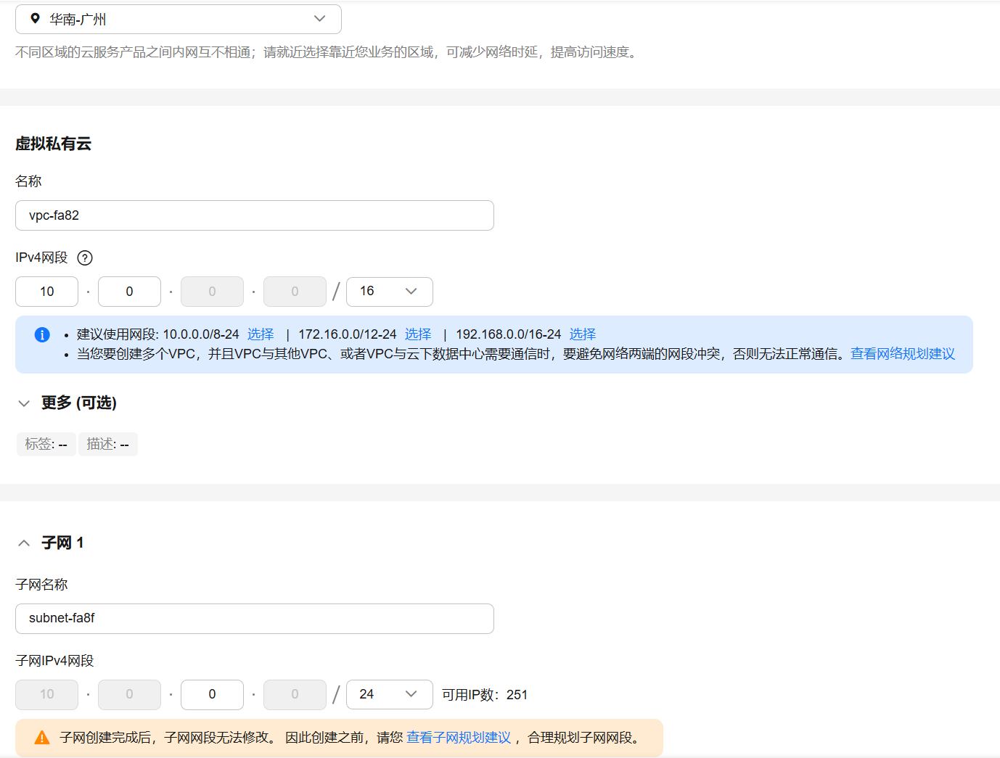 华南-广州
不同区域的云服务产品之间内网互不相通；请就近选择靠近您业务的区域，可减少网络时延，提高访问速度。
虚拟私有云
名称
vpc-fa82
IPv4网段 ?
10 · 0 · 0 · 0 / 16
• 建议使用网段: 10.0.0.0/8-24 选择 | 172.16.0.0/12-24 选择 | 192.168.0.0/16-24 选择
• 当您要创建多个VPC，并且VPC与其他VPC、或者VPC与云下数据中心需要通信时，要避免网络两端的网段冲突，否则无法正常通信。查看网络规划建议
更多 (可选)
标签: -- 描述: --
子网 1
子网名称
subnet-fa8f
子网IPv4网段
10 · 0 · 0 · 0 / 24 可用IP数：251
子网创建完成后，子网网段无法修改。 因此创建之前，请您 查看子网规划建议 ，合理规划子网网段。